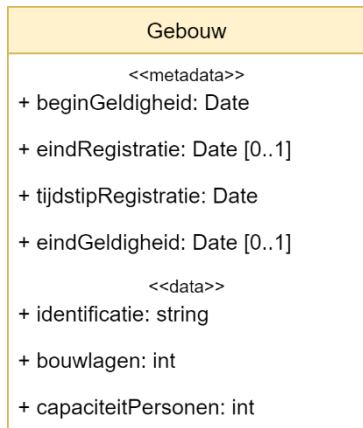 Gebouw
<<metadata>>
+ beginGeldigheid: Date
+ eindRegistratie: Date [0..1]
+ tijdstipRegistratie: Date
+ eindGeldigheid: Date [0..1]
<<data>>
+ identificatie: string
+ bouwlagen: int
+ capaciteitPersonen: int